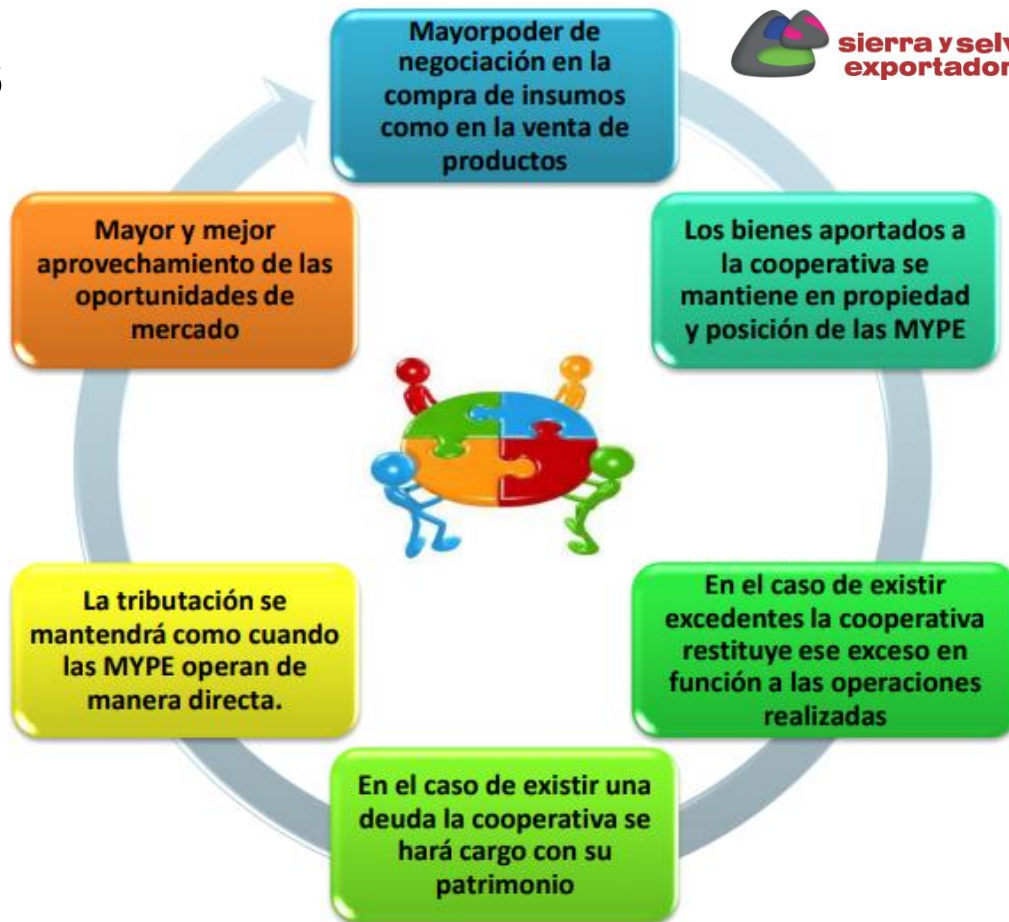 Mayorpoder de
negociación en la
compra de insumos
como en la venta de
productos
sierra y selv
exportador
Los bienes aportados a
la cooperativa se
mantiene en propiedad
y posición de las MYPE
En el caso de existir
excedentes la cooperativa
restituye ese exceso en
función a las operaciones
realizadas
En el caso de existir una
deuda la cooperativa se
hará cargo con su
patrimonio
La tributación se
mantendrá como cuando
las MYPE operan de
manera directa.
Mayor y mejor
aprovechamiento de las
oportunidades de
mercado